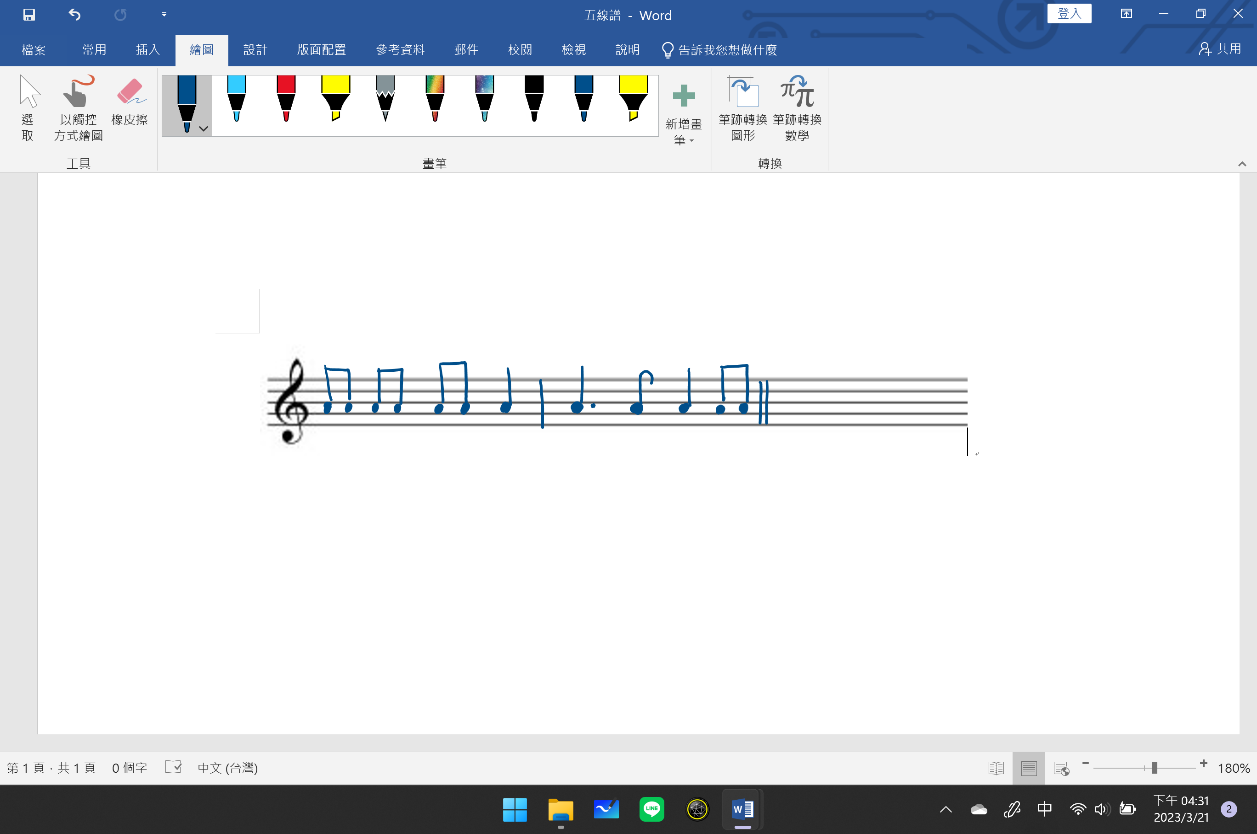 五線譜 - Word
登入
檔案 常用 插入 繪圖 設計 版面配置 參考資料 郵件 校閱 檢視 說明 告訴我您想做什麼 共用
選取
以觸控方式繪圖
橡皮擦
新增畫筆
筆跡轉換圖形
筆跡轉換數學
工具 畫筆 轉換
第 1 頁，共 1 頁 0 個字 中文 (台灣) 180%
LINE
中
下午 04:31
2023/3/21
2